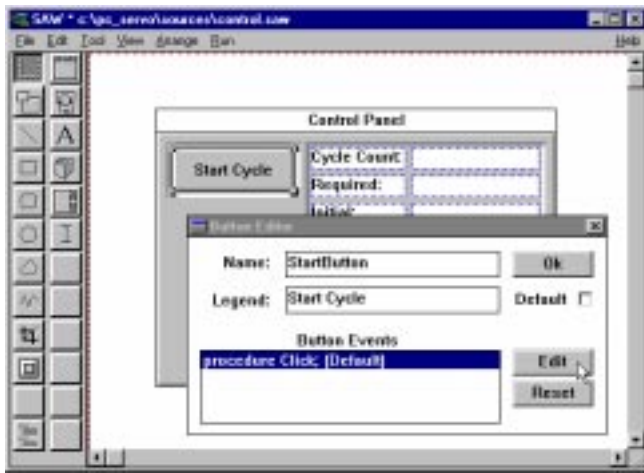 SAW * c:\pc_servo\sources\control.saw
File Edit Tool View Arrange Run Help
A
Control Panel
Start Cycle
Cycle Count:
Required:
Initial:
Button Editor
Name: StartButton Ok
Legend: Start Cycle Default
Button Events
procedure Click; [Default]
Edit
Reset